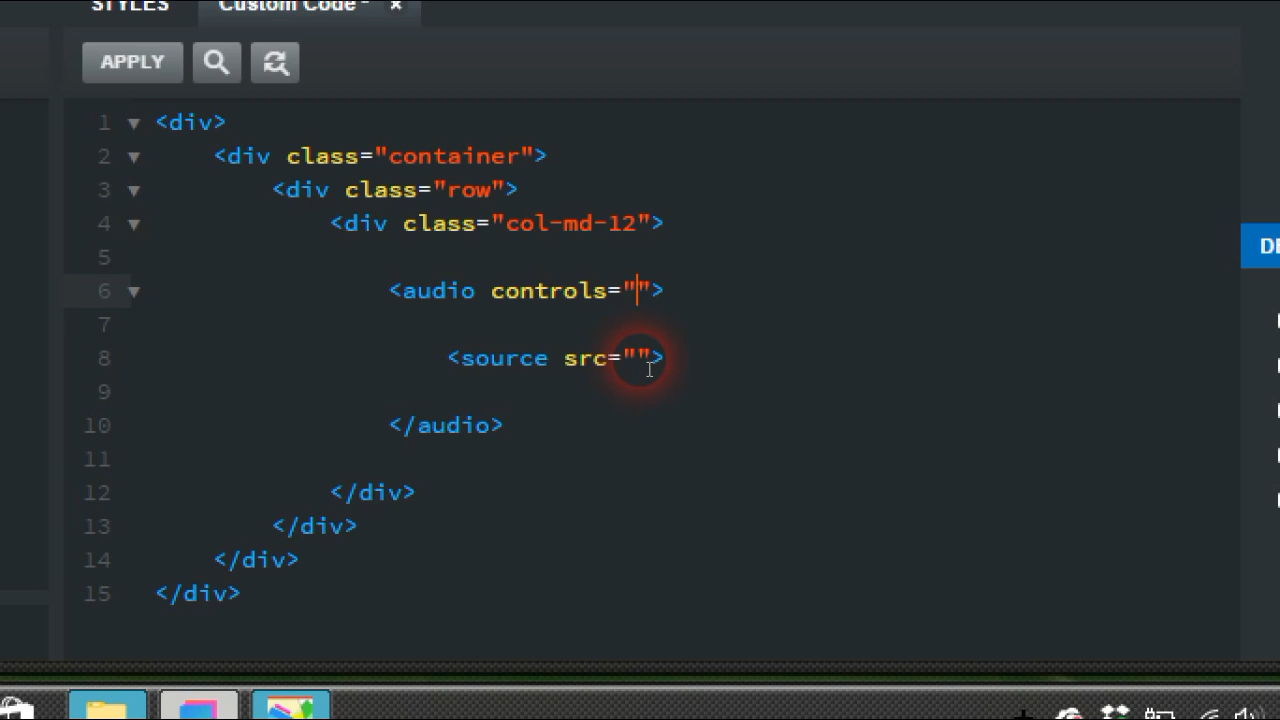 STYLES Custom Code* ×
APPLY
1 ▼ <div>
2 ▼ <div class="container">
3 ▼ <div class="row">
4 ▼ <div class="col-md-12">
5
6 ▼ <audio controls="">
7
8 <source src="">
9
10 </audio>
11
12 </div>
13 </div>
14 </div>
15 </div>